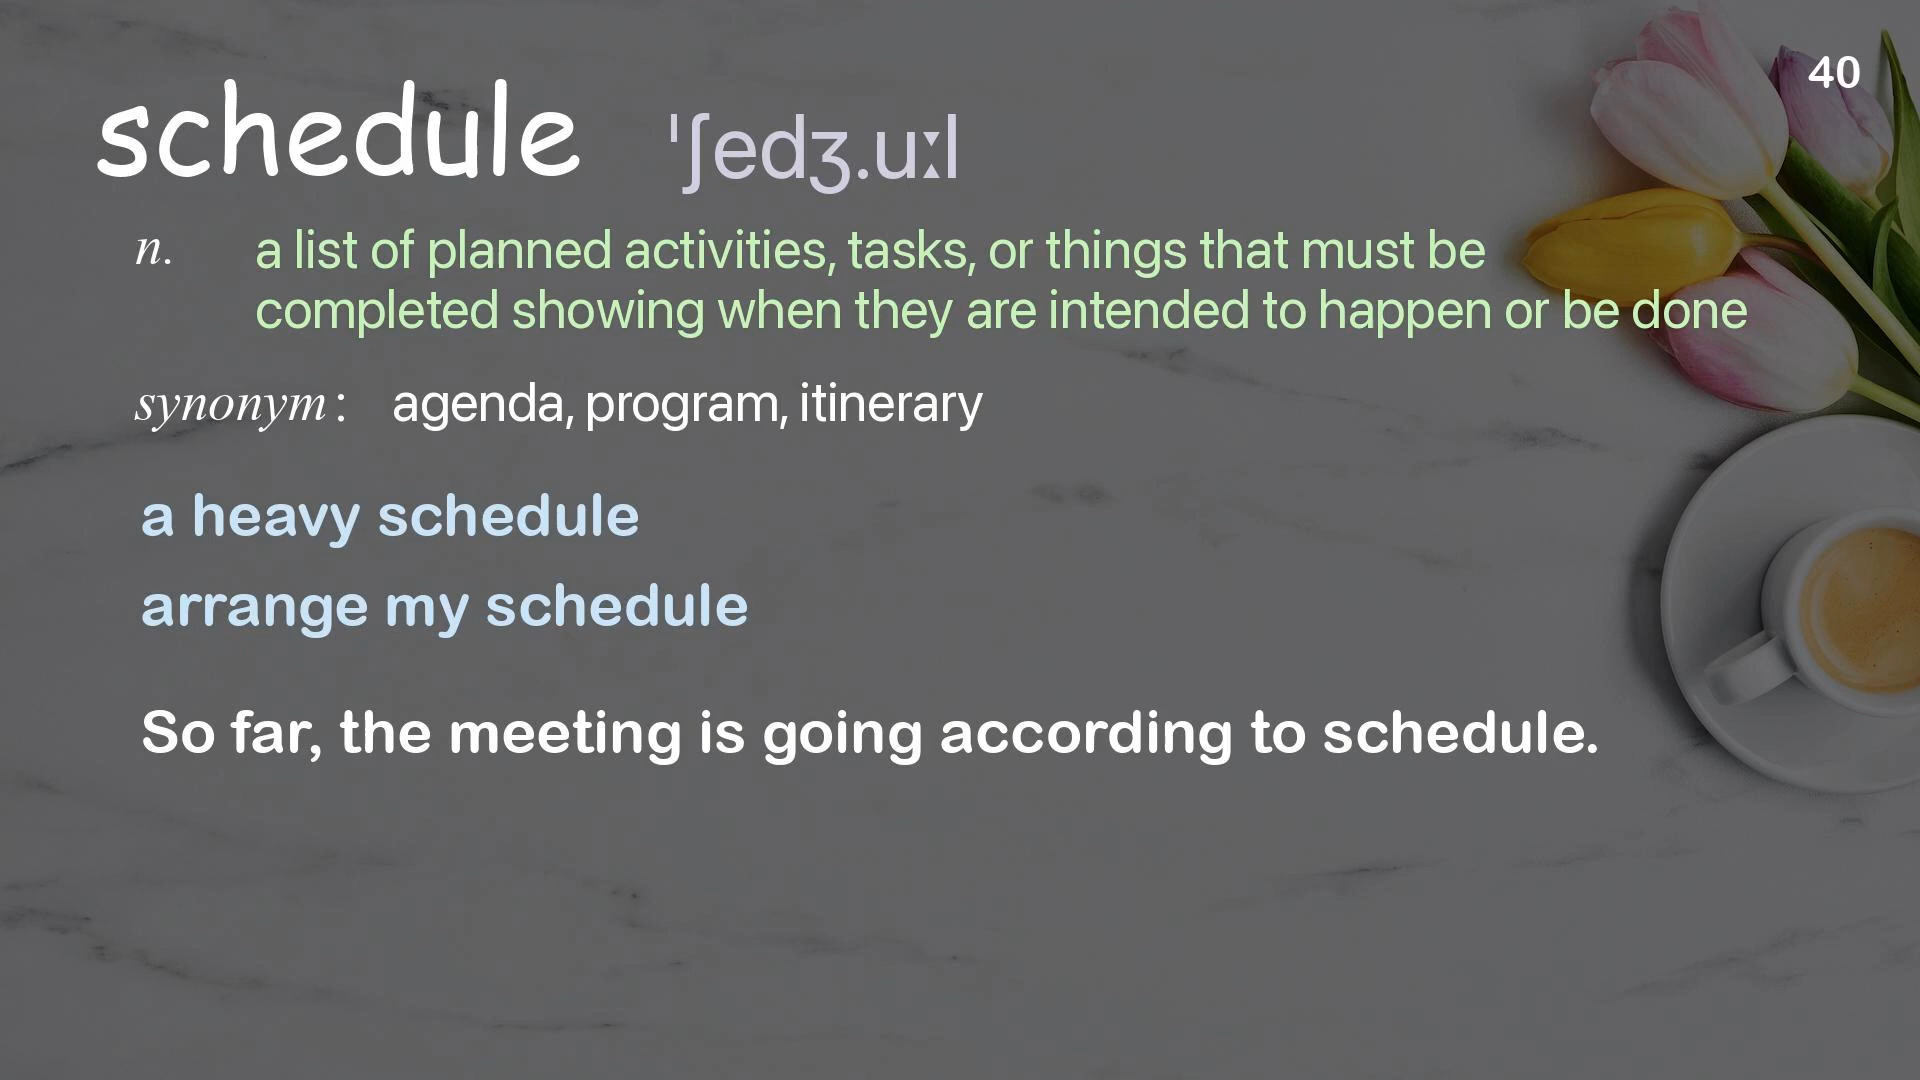 40
schedule ˈʃedʒ.uːl
n. a list of planned activities, tasks, or things that must be
completed showing when they are intended to happen or be done
synonym: agenda, program, itinerary
a heavy schedule
arrange my schedule
So far, the meeting is going according to schedule.